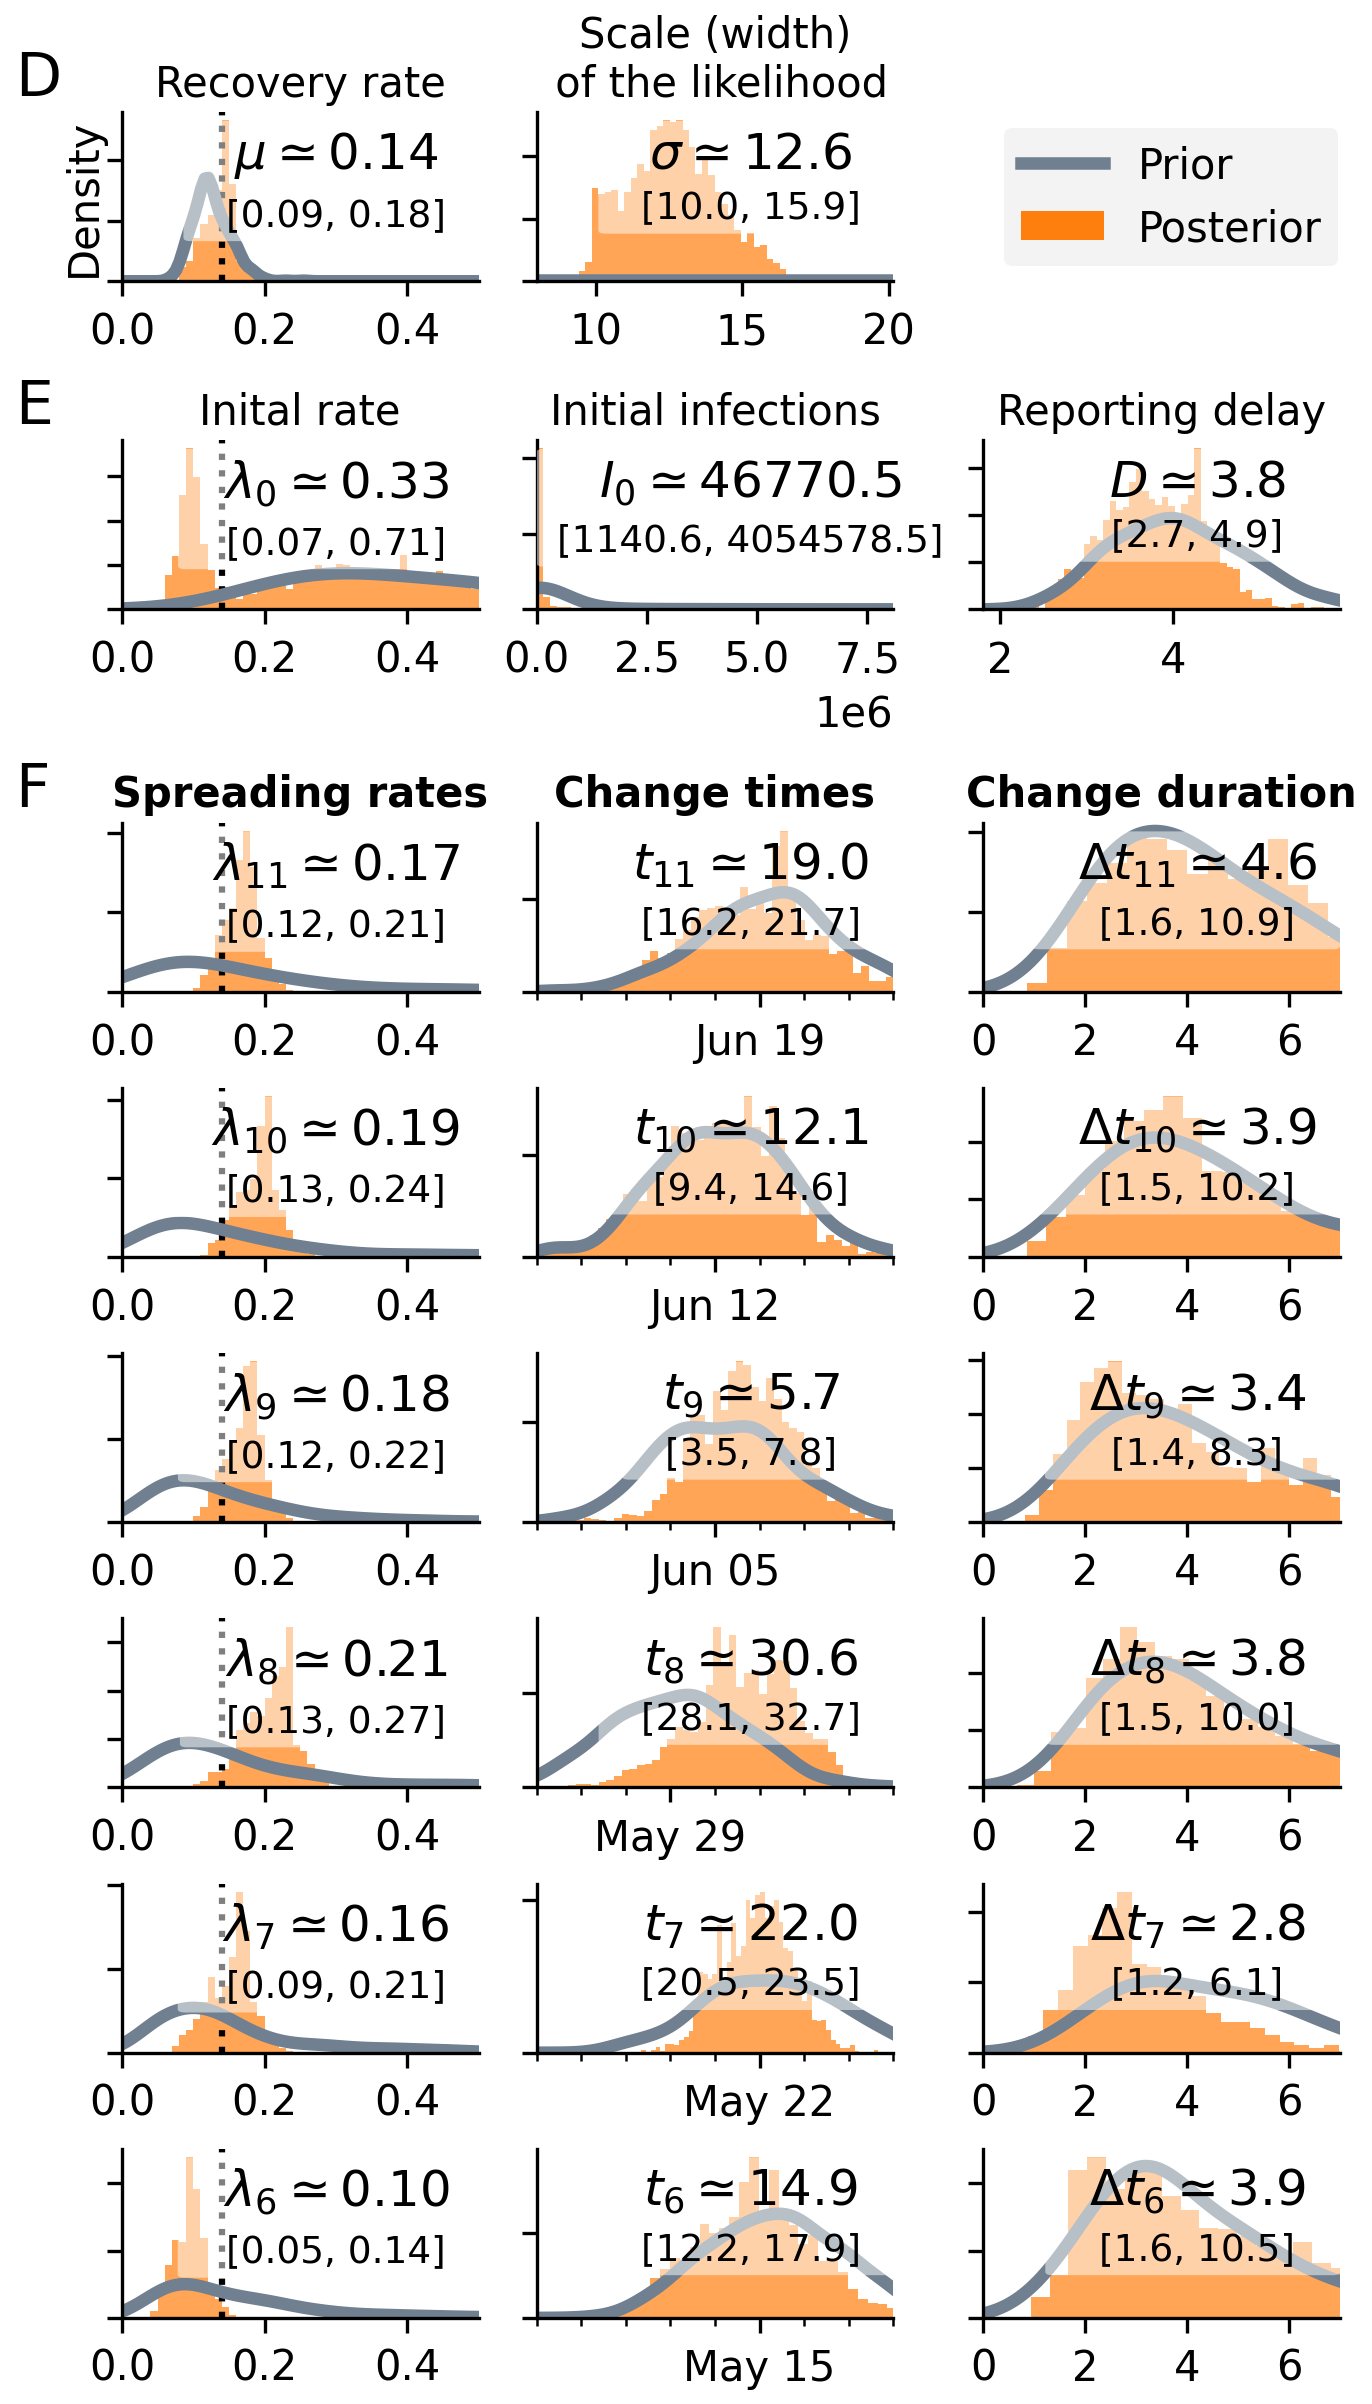 D
Recovery rate
Scale (width)
of the likelihood
Density
μ ≃ 0.14
[0.09, 0.18]
σ ≃ 12.6
[10.0, 15.9]
Prior
Posterior
0.0 0.2 0.4
10 15 20
E
Inital rate
Initial infections
Reporting delay
λ0 ≃ 0.33
[0.07, 0.71]
I0 ≃ 46770.5
[1140.6, 4054578.5]
D ≃ 3.8
[2.7, 4.9]
0.0 0.2 0.4
0.0 2.5 5.0 7.5
1e6
2 4
F
Spreading rates
Change times
Change duration
λ11 ≃ 0.17
[0.12, 0.21]
t11 ≃ 19.0
[16.2, 21.7]
Δt11 ≃ 4.6
[1.6, 10.9]
0.0 0.2 0.4
Jun 19
0 2 4 6
λ10 ≃ 0.19
[0.13, 0.24]
t10 ≃ 12.1
[9.4, 14.6]
Δt10 ≃ 3.9
[1.5, 10.2]
0.0 0.2 0.4
Jun 12
0 2 4 6
λ9 ≃ 0.18
[0.12, 0.22]
t9 ≃ 5.7
[3.5, 7.8]
Δt9 ≃ 3.4
[1.4, 8.3]
0.0 0.2 0.4
Jun 05
0 2 4 6
λ8 ≃ 0.21
[0.13, 0.27]
t8 ≃ 30.6
[28.1, 32.7]
Δt8 ≃ 3.8
[1.5, 10.0]
0.0 0.2 0.4
May 29
0 2 4 6
λ7 ≃ 0.16
[0.09, 0.21]
t7 ≃ 22.0
[20.5, 23.5]
Δt7 ≃ 2.8
[1.2, 6.1]
0.0 0.2 0.4
May 22
0 2 4 6
λ6 ≃ 0.10
[0.05, 0.14]
t6 ≃ 14.9
[12.2, 17.9]
Δt6 ≃ 3.9
[1.6, 10.5]
0.0 0.2 0.4
May 15
0 2 4 6